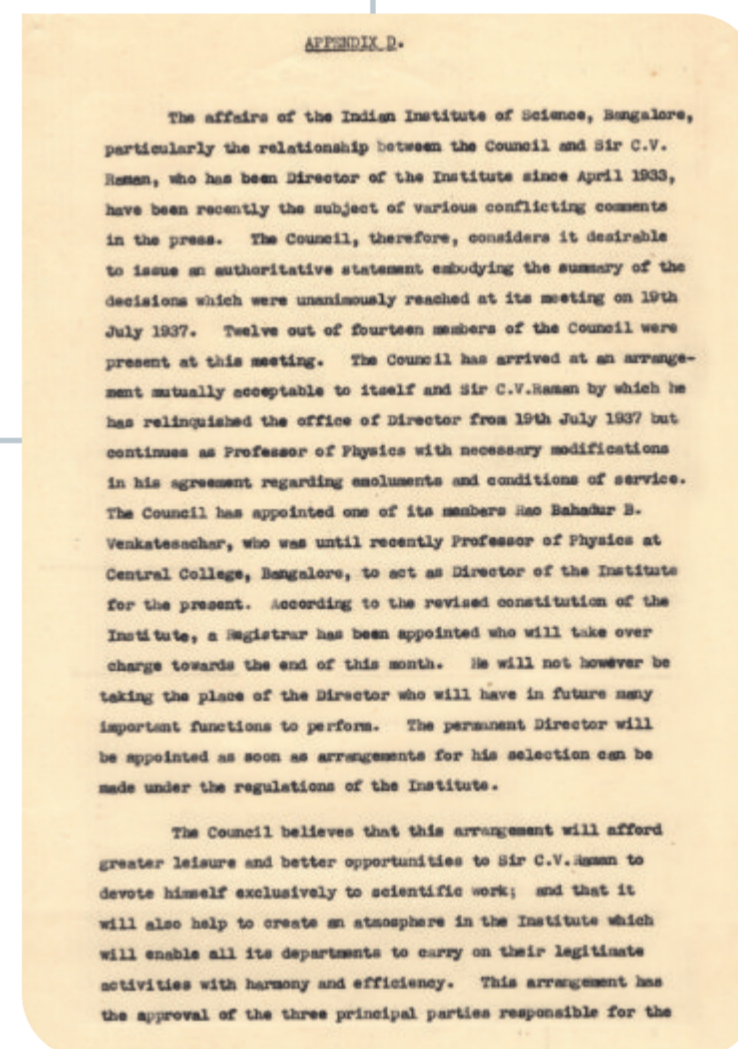 APPENDIX D.
The affairs of the Indian Institute of Science, Bangalore,
particularly the relationship between the Council and Sir C.V.
Raman, who has been Director of the Institute since April 1933,
have been recently the subject of various conflicting comments
in the press. The Council, therefore, considers it desirable
to issue an authoritative statement embodying the summary of the
decisions which were unanimously reached at its meeting on 19th
July 1937. Twelve out of fourteen members of the Council were
present at this meeting. The Council has arrived at an arrange-
ment mutually acceptable to itself and Sir C.V.Raman by which he
has relinquished the office of Director from 19th July 1937 but
continues as Professor of Physics with necessary modifications
in his agreement regarding emoluments and conditions of service.
The Council has appointed one of its members Rao Bahadur B.
Venkatesachar, who was until recently Professor of Physics at
Central College, Bangalore, to act as Director of the Institute
for the present. According to the revised constitution of the
Institute, a Registrar has been appointed who will take over
charge towards the end of this month. He will not however be
taking the place of the Director who will have in future many
important functions to perform. The permanent Director will
be appointed as soon as arrangements for his selection can be
made under the regulations of the Institute.
The Council believes that this arrangement will afford
greater leisure and better opportunities to Sir C.V.Raman to
devote himself exclusively to scientific work; and that it
will also help to create an atmosphere in the Institute which
will enable all its departments to carry on their legitimate
activities with harmony and efficiency. This arrangement has
the approval of the three principal parties responsible for the